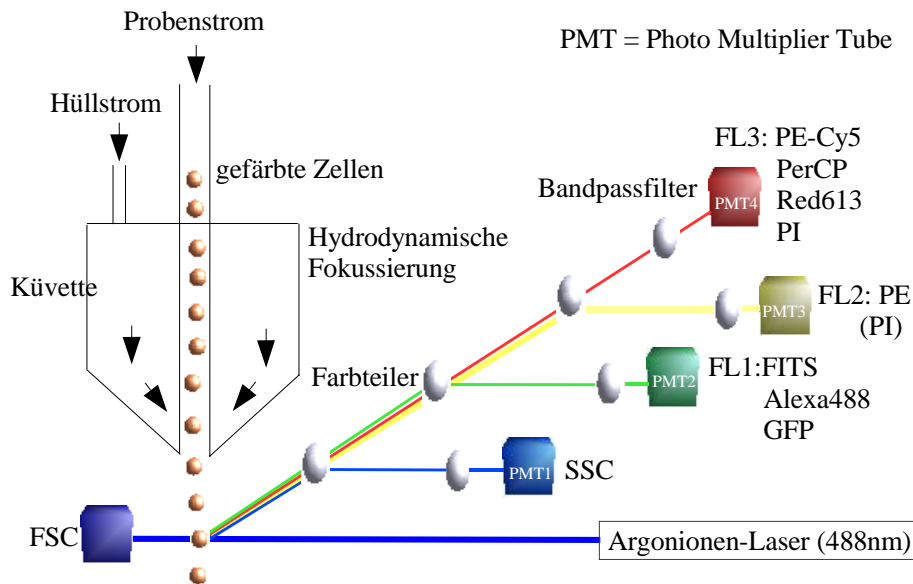 Probenstrom
PMT = Photo Multiplier Tube
Hüllstrom
gefärbte Zellen
FL3: PE-Cy5
PerCP
Red613
PI
Bandpassfilter
PMT4
Hydrodynamische
Fokussierung
Küvette
PMT3
FL2: PE
(PI)
Farbteiler
PMT2
FL1:FITS
Alexa488
GFP
PMT1
SSC
FSC
Argonionen-Laser (488nm)